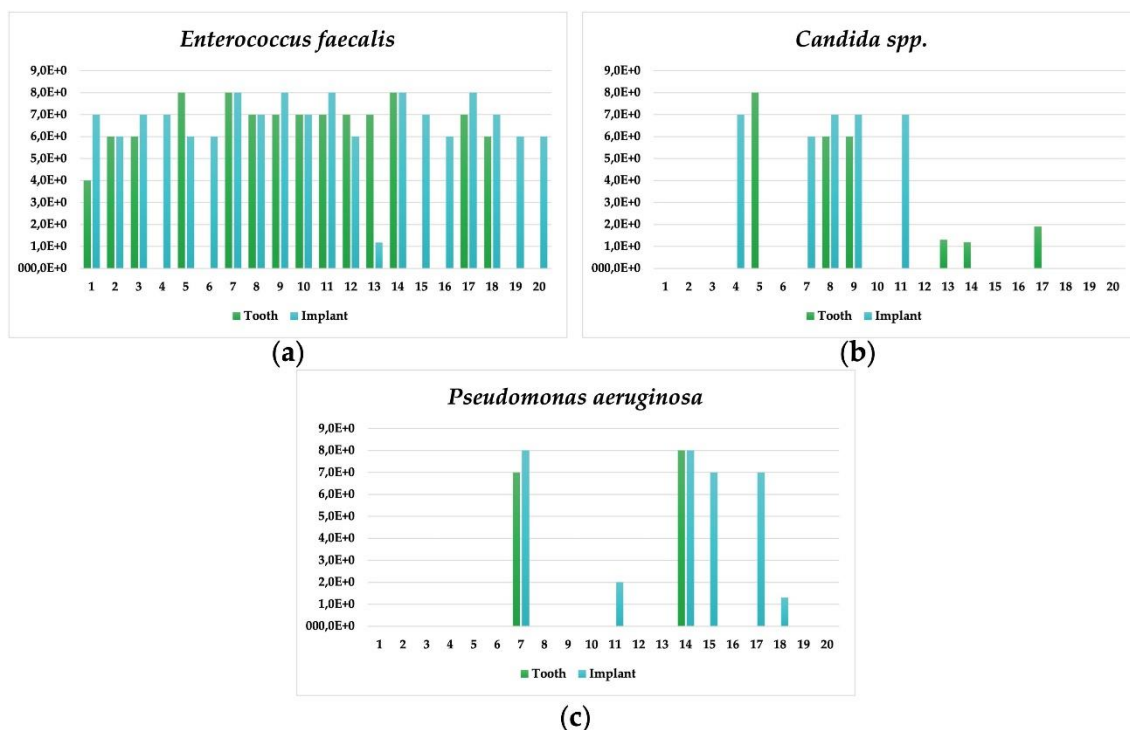 Enterococcus faecalis
9,0E+0
8,0E+0
7,0E+0
6,0E+0
5,0E+0
4,0E+0
3,0E+0
2,0E+0
1,0E+0
000,0E+0
1 2 3 4 5 6 7 8 9 10 11 12 13 14 15 16 17 18 19 20
Tooth Implant
(a)
Candida spp.
9,0E+0
8,0E+0
7,0E+0
6,0E+0
5,0E+0
4,0E+0
3,0E+0
2,0E+0
1,0E+0
000,0E+0
1 2 3 4 5 6 7 8 9 10 11 12 13 14 15 16 17 18 19 20
Tooth Implant
(b)
Pseudomonas aeruginosa
9,0E+0
8,0E+0
7,0E+0
6,0E+0
5,0E+0
4,0E+0
3,0E+0
2,0E+0
1,0E+0
000,0E+0
1 2 3 4 5 6 7 8 9 10 11 12 13 14 15 16 17 18 19 20
Tooth Implant
(c)